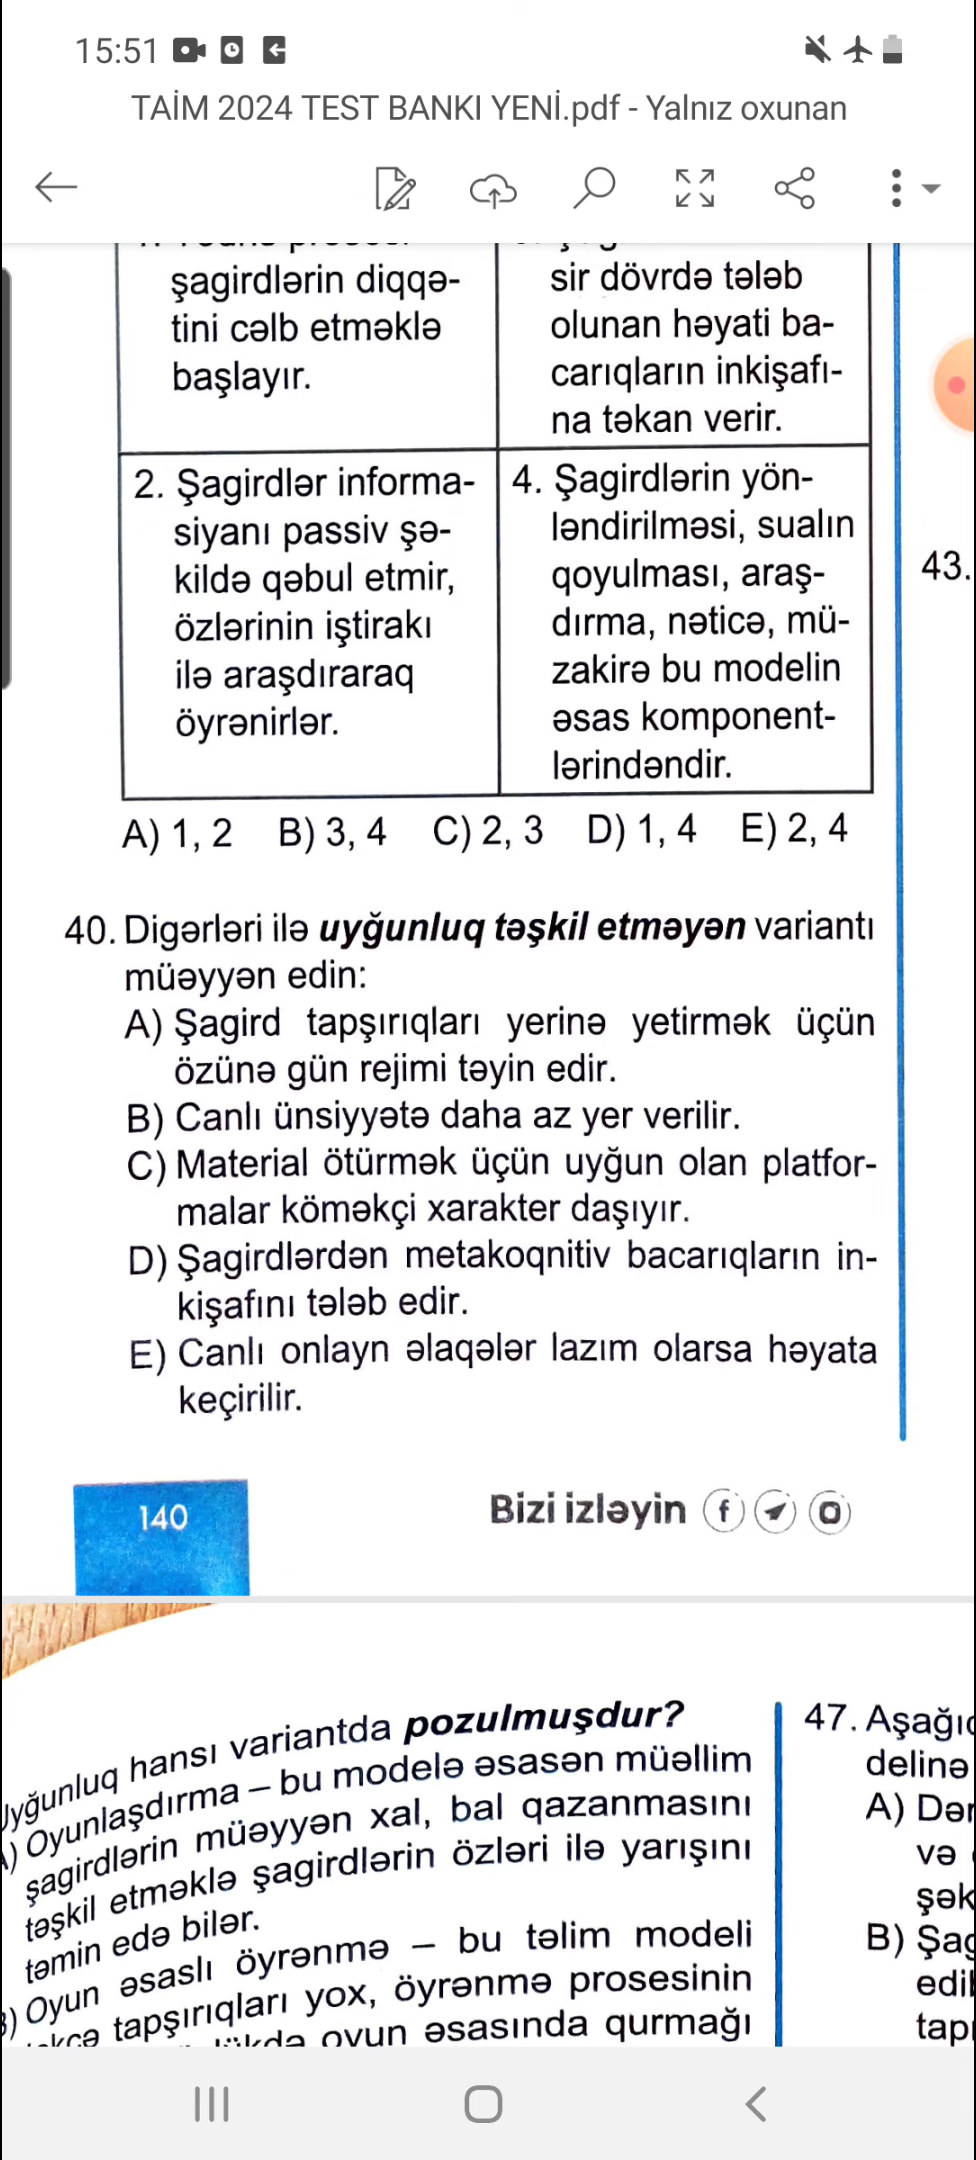 15:51
TAİM 2024 TEST BANKI YENİ.pdf - Yalnız oxunan
şagirdlərin diqqə-
tini cəlb etməklə
başlayır.
sir dövrdə tələb
olunan həyati ba-
carıqların inkişafı-
na təkan verir.
2. Şagirdlər informa-
siyanı passiv şə-
kildə qəbul etmir,
özlərinin iştirakı
ilə araşdıraraq
öyrənirlər.
4. Şagirdlərin yön-
ləndirilməsi, sualın
qoyulması, araş-
dırma, nəticə, mü-
zakirə bu modelin
əsas komponent-
lərindəndir.
A) 1, 2 B) 3, 4 C) 2, 3 D) 1, 4 E) 2, 4
40. Digərləri ilə uyğunluq təşkil etməyən variantı
müəyyən edin:
A) Şagird tapşırıqları yerinə yetirmək üçün
özünə gün rejimi təyin edir.
B) Canlı ünsiyyətə daha az yer verilir.
C) Material ötürmək üçün uyğun olan platfor-
malar köməkçi xarakter daşıyır.
D) Şagirdlərdən metakoqnitiv bacarıqların in-
kişafını tələb edir.
E) Canlı onlayn əlaqələr lazım olarsa həyata
keçirilir.
43.
140
Bizi izləyin
hansı variantda pozulmuşdur?
Oyunlaşdırma – bu modelə əsasən müəllim
şagirdlərin müəyyən xal, bal qazanmasını
təşkil etməklə şagirdlərin özləri ilə yarışını
təmin edə bilər.
Oyun əsaslı öyrənmə – bu təlim modeli
tapşırıqları yox, öyrənmə prosesinin
oyun əsasında qurmağı
47.
A)
və
B)